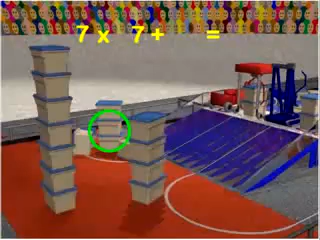 7 x 7 + =